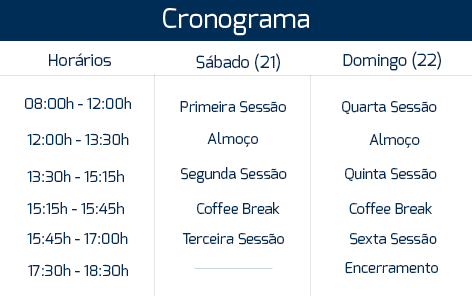 Cronograma
Horários Sábado (21) Domingo (22)
08:00h - 12:00h Primeira Sessão Quarta Sessão
12:00h - 13:30h Almoço Almoço
13:30h - 15:15h Segunda Sessão Quinta Sessão
15:15h - 15:45h Coffee Break Coffee Break
15:45h - 17:00h Terceira Sessão Sexta Sessão
17:30h - 18:30h Encerramento